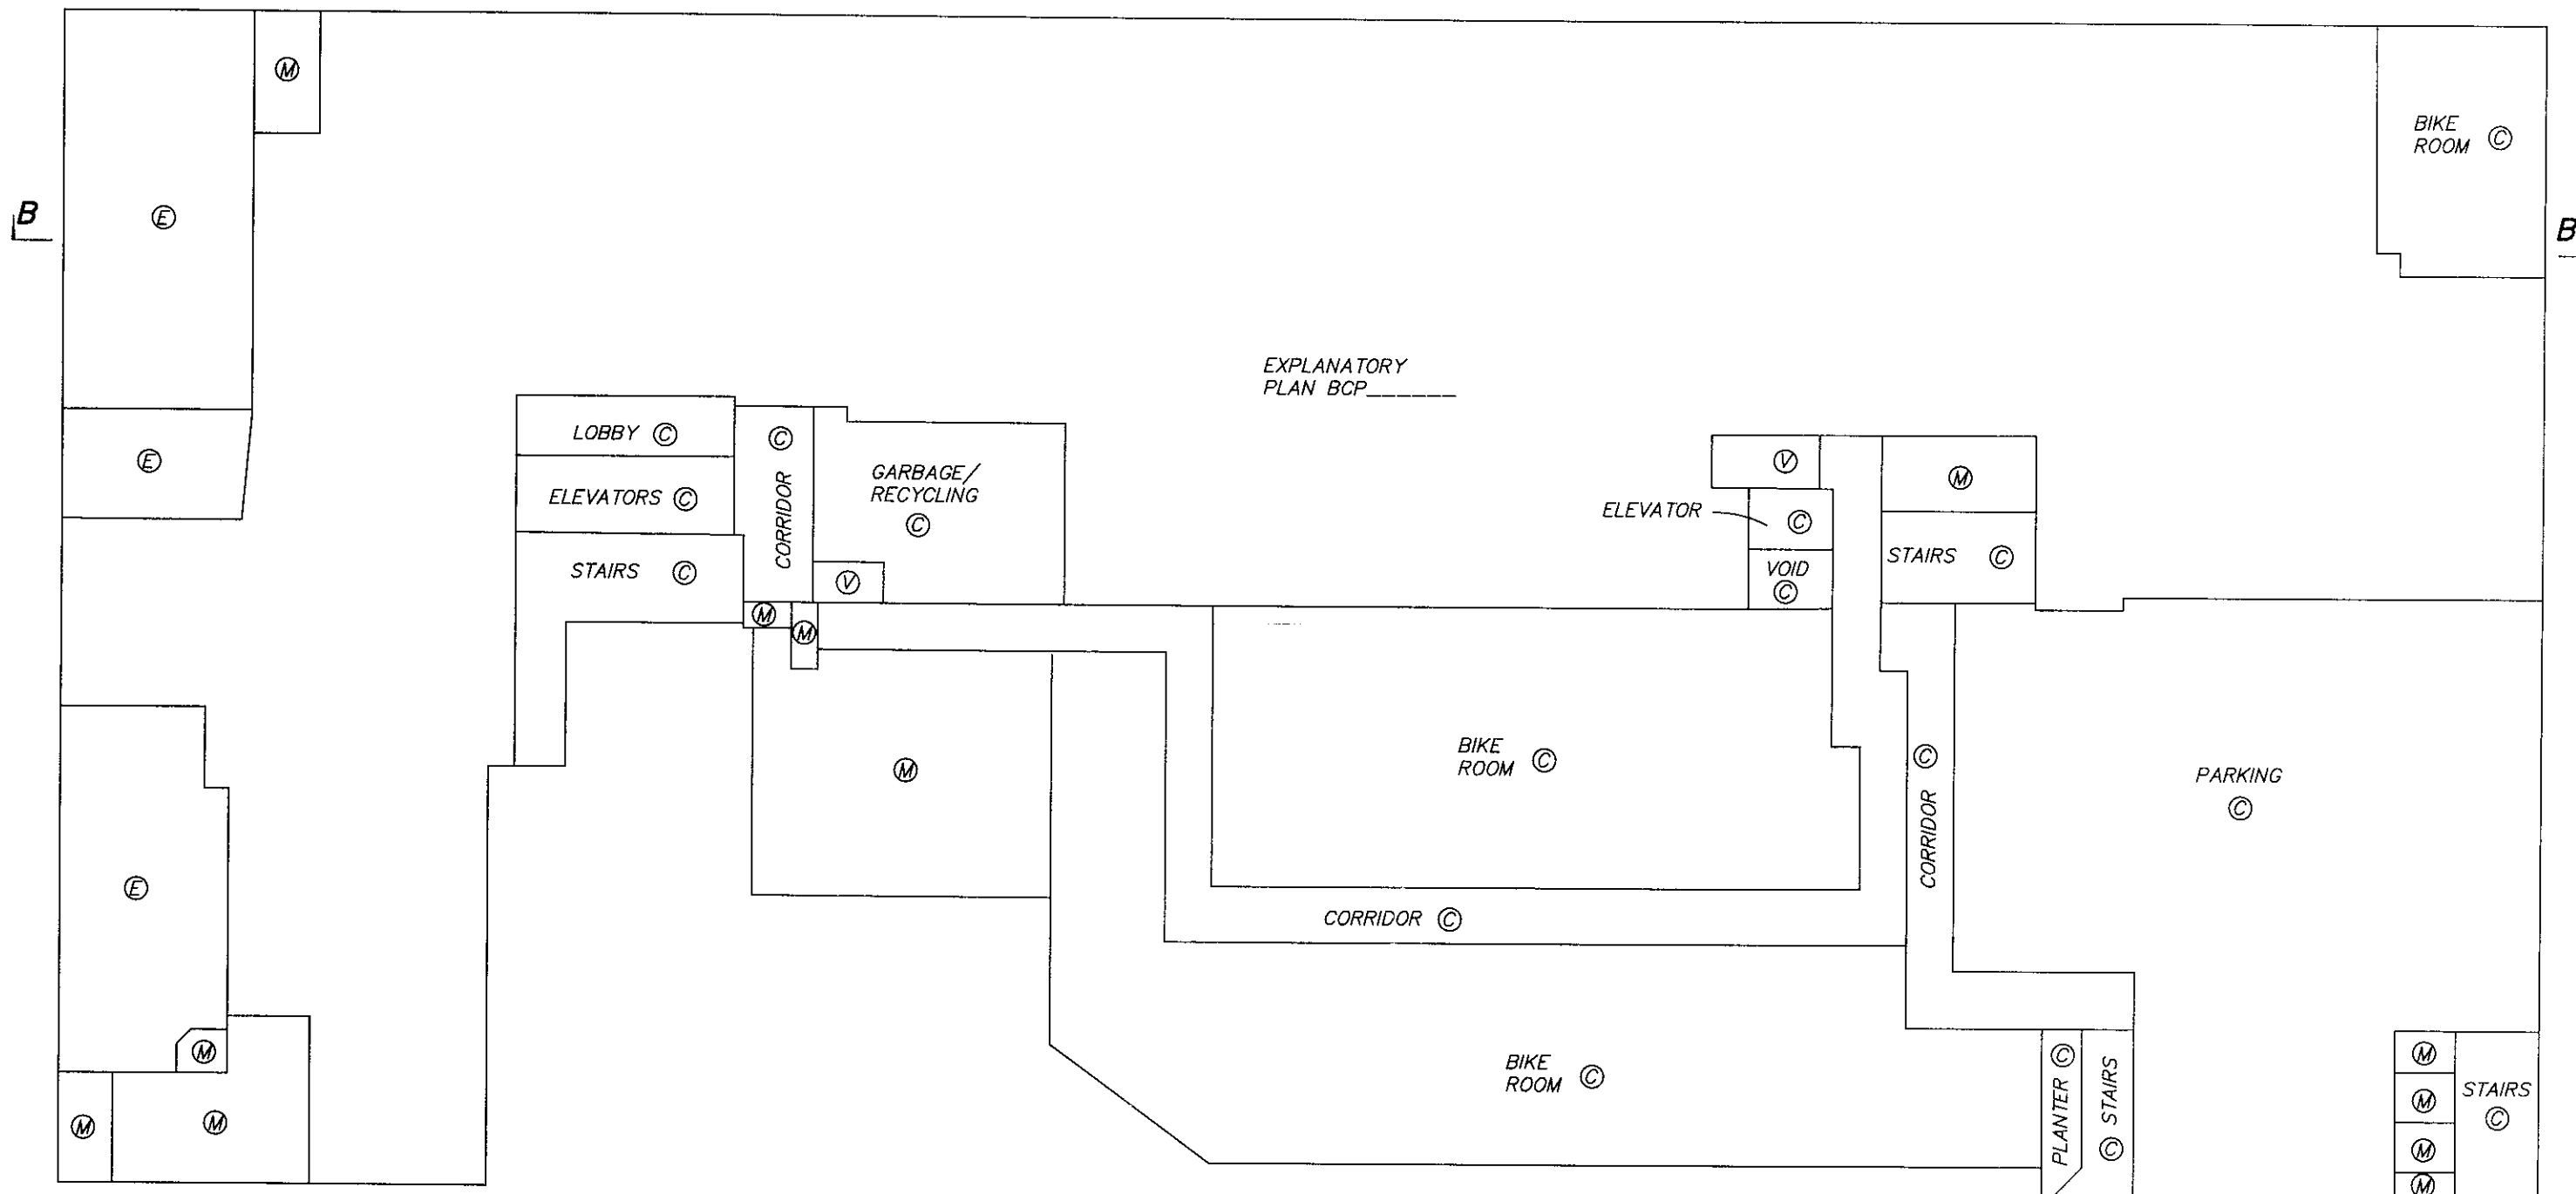 M
BIKE
ROOM C
B
E
B
EXPLANATORY
PLAN BCP______
LOBBY C
C
CORRIDOR
E
ELEVATORS C
GARBAGE/
RECYCLING
C
V
M
ELEVATOR C
STAIRS C
VOID
C
STAIRS C
V
M
M
M
BIKE
ROOM C
C
CORRIDOR
PARKING
C
E
CORRIDOR C
M
M
M
BIKE
ROOM C
PLANTER C
C STAIRS
M
M
M
M
STAIRS
C